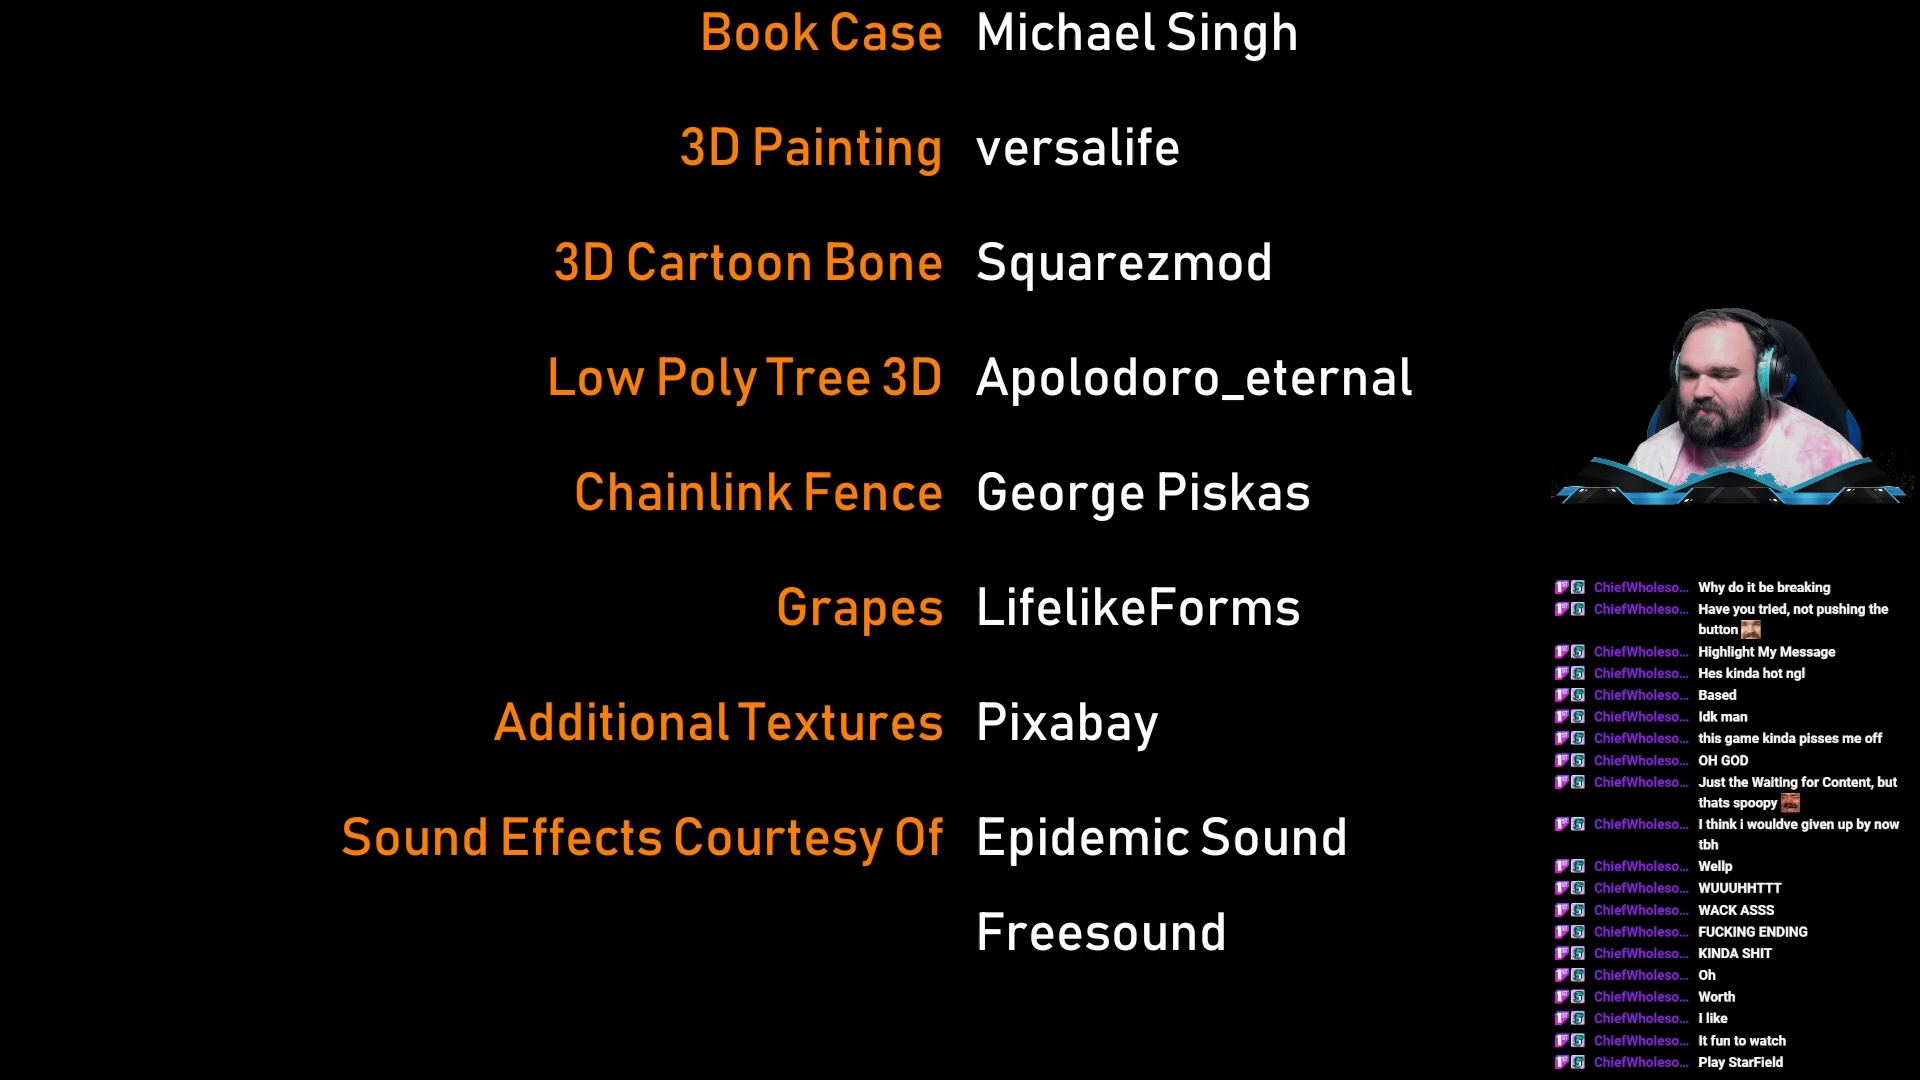 Book Case Michael Singh
3D Painting versalife
3D Cartoon Bone Squarezmod
Low Poly Tree 3D Apolodoro_eternal
Chainlink Fence George Piskas
Grapes LifelikeForms
Additional Textures Pixabay
Sound Effects Courtesy Of Epidemic Sound
Freesound
ChiefWholeso... Why do it be breaking
ChiefWholeso... Have you tried, not pushing the
button
ChiefWholeso... Highlight My Message
ChiefWholeso... Hes kinda hot ngl
ChiefWholeso... Based
ChiefWholeso... Idk man
ChiefWholeso... this game kinda pisses me off
ChiefWholeso... OH GOD
ChiefWholeso... Just the Waiting for Content, but
thats spoopy
ChiefWholeso... I think i wouldve given up by now
tbh
ChiefWholeso... Wellp
ChiefWholeso... WUUUHHTTT
ChiefWholeso... WACK ASSS
ChiefWholeso... FUCKING ENDING
ChiefWholeso... KINDA SHIT
ChiefWholeso... Oh
ChiefWholeso... Worth
ChiefWholeso... I like
ChiefWholeso... It fun to watch
ChiefWholeso... Play StarField